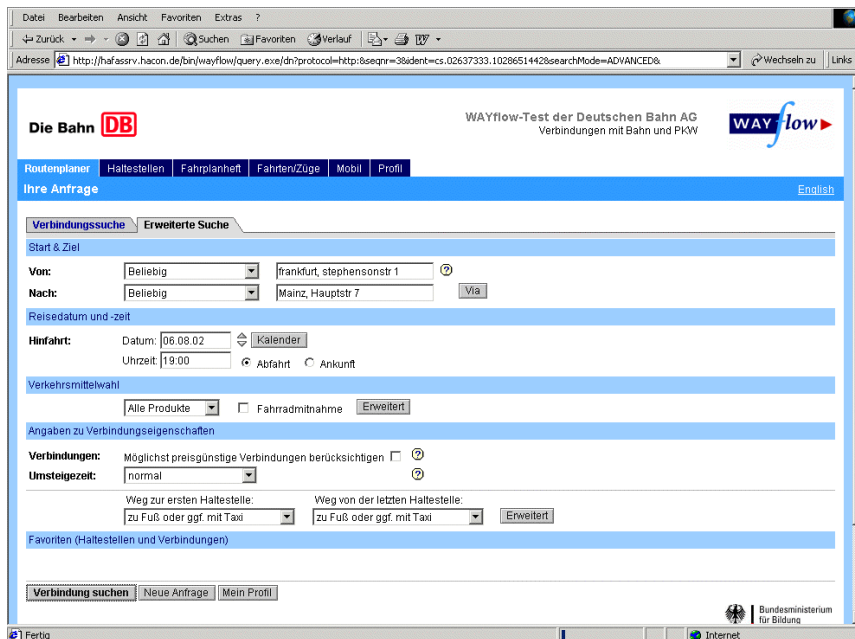 Datei Bearbeiten Ansicht Favoriten Extras ?
Zurück Suchen Favoriten Verlauf
Adresse http://hafassrv.hacon.de/bin/wayflow/query.exe/dn?protocol=http:&seqnr=3&ident=cs.02637333.1028651442&searchMode=ADVANCED& Wechseln zu Links
Die Bahn DB
WAYflow-Test der Deutschen Bahn AG
Verbindungen mit Bahn und PKW
WAYflow
Routenplaner Haltestellen Fahrplanheft Fahrten/Züge Mobil Profil
Ihre Anfrage English
Verbindungssuche Erweiterte Suche
Start & Ziel
Von: Beliebig frankfurt, stephensonstr 1 ?
Nach: Beliebig Mainz, Hauptstr 7 Via
Reisedatum und -zeit
Hinfahrt: Datum: 06.08.02 Kalender
Uhrzeit: 19:00 Abfahrt Ankunft
Verkehrsmittelwahl
Alle Produkte Fahrradmitnahme Erweitert
Angaben zu Verbindungseigenschaften
Verbindungen: Möglichst preisgünstige Verbindungen berücksichtigen ?
Umsteigezeit: normal ?
Weg zur ersten Haltestelle: Weg von der letzten Haltestelle:
zu Fuß oder ggf. mit Taxi zu Fuß oder ggf. mit Taxi Erweitert
Favoriten (Haltestellen und Verbindungen)
Verbindung suchen Neue Anfrage Mein Profil
Bundesministerium
für Bildung
Fertig Internet